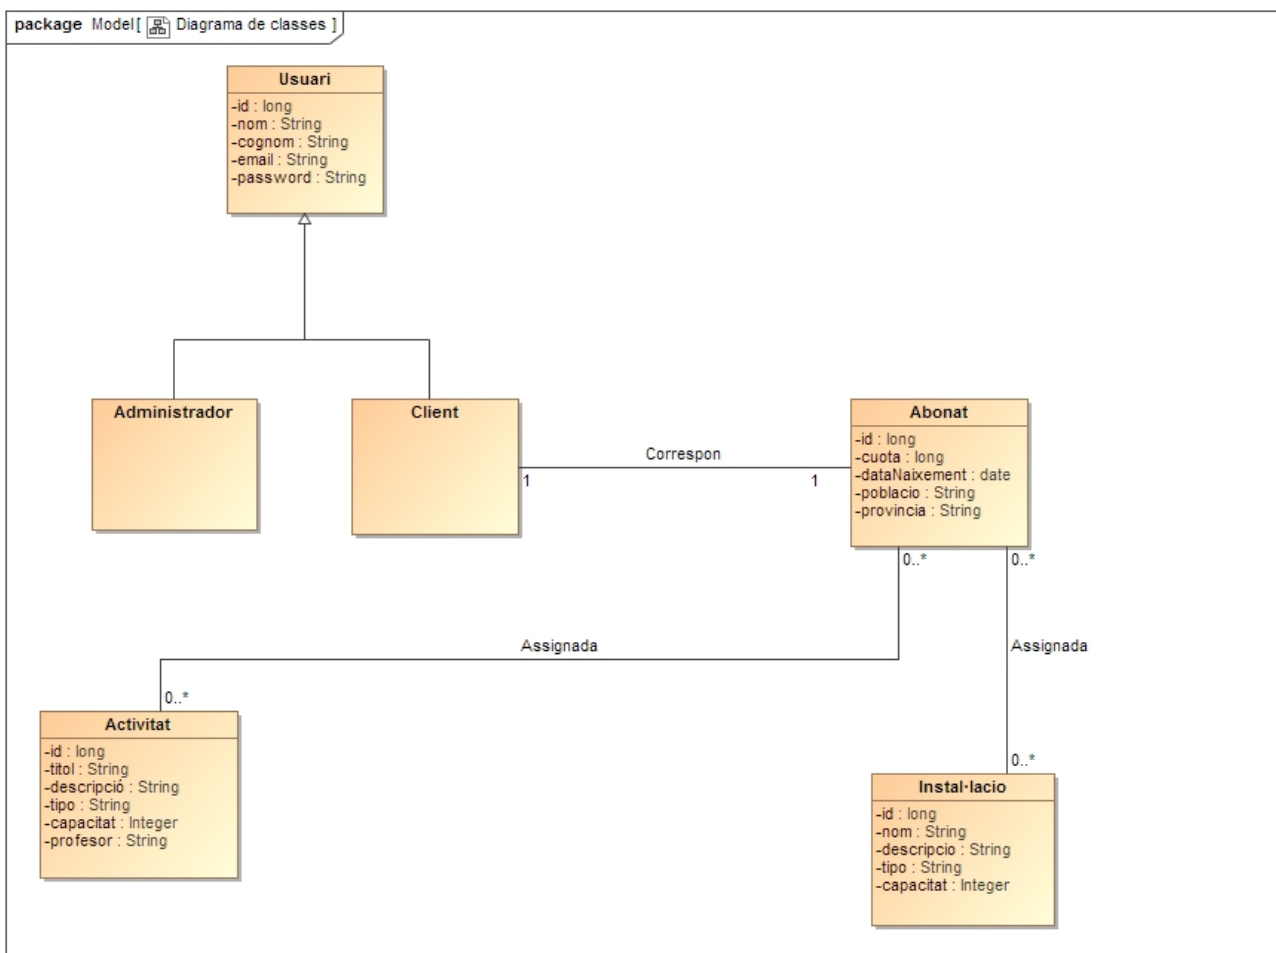 package Model[ Diagrama de classes ]
Usuari
-id : long
-nom : String
-cognom : String
-email : String
-password : String
Administrador
Client
Correspon
1
1
Abonat
-id : long
-cuota : long
-dataNaixement : date
-poblacio : String
-provincia : String
0..*
0..*
Assignada
Assignada
0..*
Activitat
-id : long
-titol : String
-descripció : String
-tipo : String
-capacitat : Integer
-profesor : String
0..*
Instal·lacio
-id : long
-nom : String
-descripcio : String
-tipo : String
-capacitat : Integer